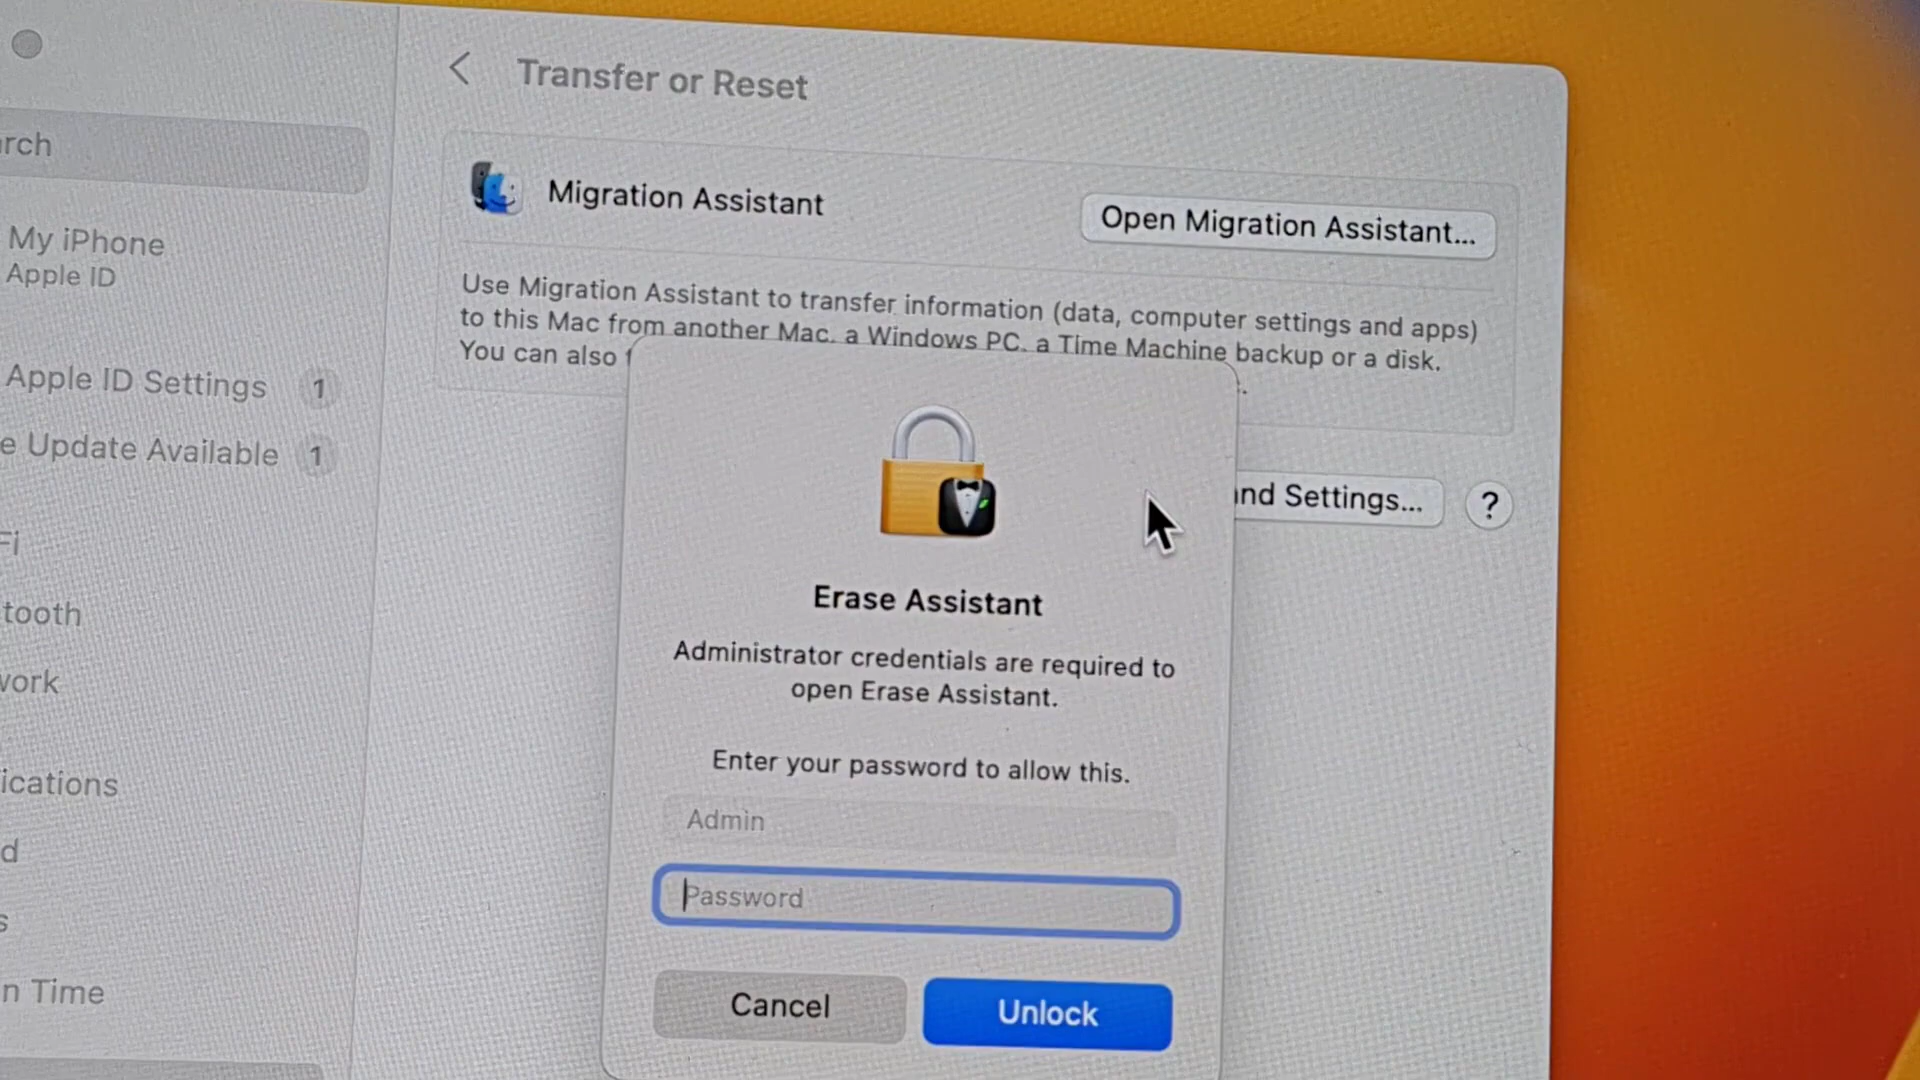 Transfer or Reset
rch
Migration Assistant
Open Migration Assistant...
My iPhone
Apple ID
Use Migration Assistant to transfer information (data, computer settings and apps)
to this Mac from another Mac, a Windows PC, a Time Machine backup or a disk.
You can also
Apple ID Settings 1
e Update Available 1
nd Settings... ?
Fi
tooth
work
ications
d
s
n Time
Erase Assistant
Administrator credentials are required to
open Erase Assistant.
Enter your password to allow this.
Admin
Password
Cancel
Unlock